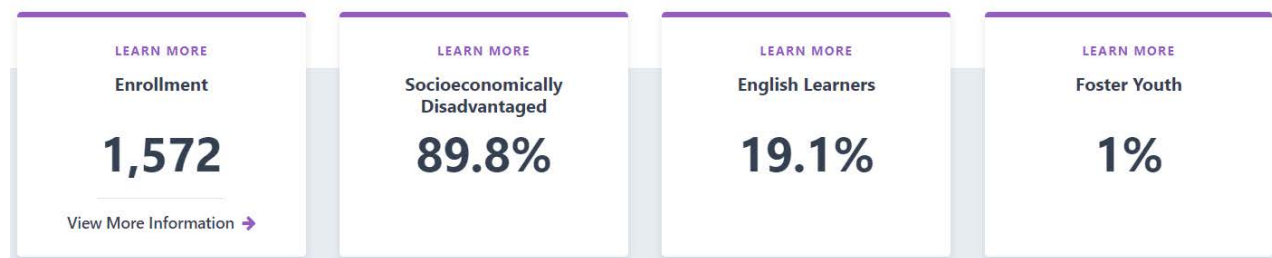 LEARN MORE
Enrollment
1,572
View More Information
LEARN MORE
Socioeconomically
Disadvantaged
89.8%
LEARN MORE
English Learners
19.1%
LEARN MORE
Foster Youth
1%